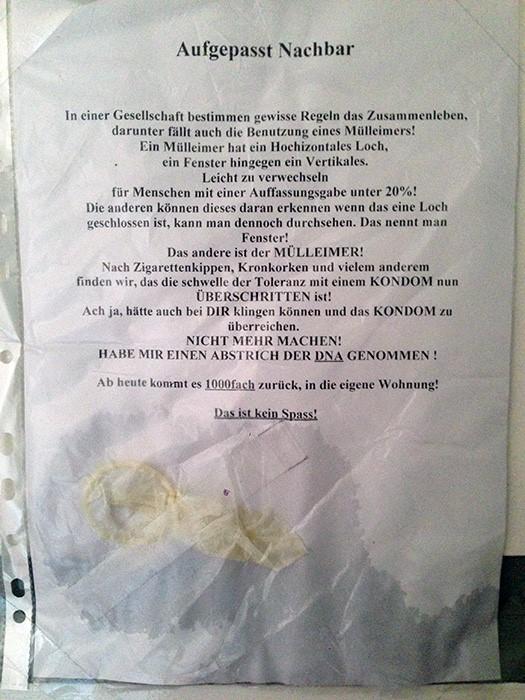 Aufgepasst Nachbar
In einer Gesellschaft bestimmen gewisse Regeln das Zusammenleben,
darunter fällt auch die Benutzung eines Mülleimers!
Ein Mülleimer hat ein Hochizontales Loch,
ein Fenster hingegen ein Vertikales.
Leicht zu verwechseln
für Menschen mit einer Auffassungsgabe unter 20%!
Die anderen können dieses daran erkennen wenn das eine Loch
geschlossen ist, kann man dennoch durchsehen. Das nennt man
Fenster!
Das andere ist der MÜLLEIMER!
Nach Zigarettenkippen, Kronkorken und vielem anderem
finden wir, das die schwelle der Toleranz mit einem KONDOM nun
ÜBERSCHRITTEN ist!
Ach ja, hätte auch bei DIR klingen können und das KONDOM zu
überreichen.
NICHT MEHR MACHEN!
HABE MIR EINEN ABSTRICH DER DNA GENOMMEN !
Ab heute kommt es 1000fach zurück, in die eigene Wohnung!
Das ist kein Spass!